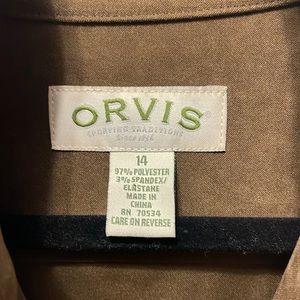 ORVIS
SPORTING TRADITIONS
Since 1856
14
97% POLYESTER
3% SPANDEX/
ELASTANE
MADE IN
CHINA
RN 70534
CARE ON REVERSE